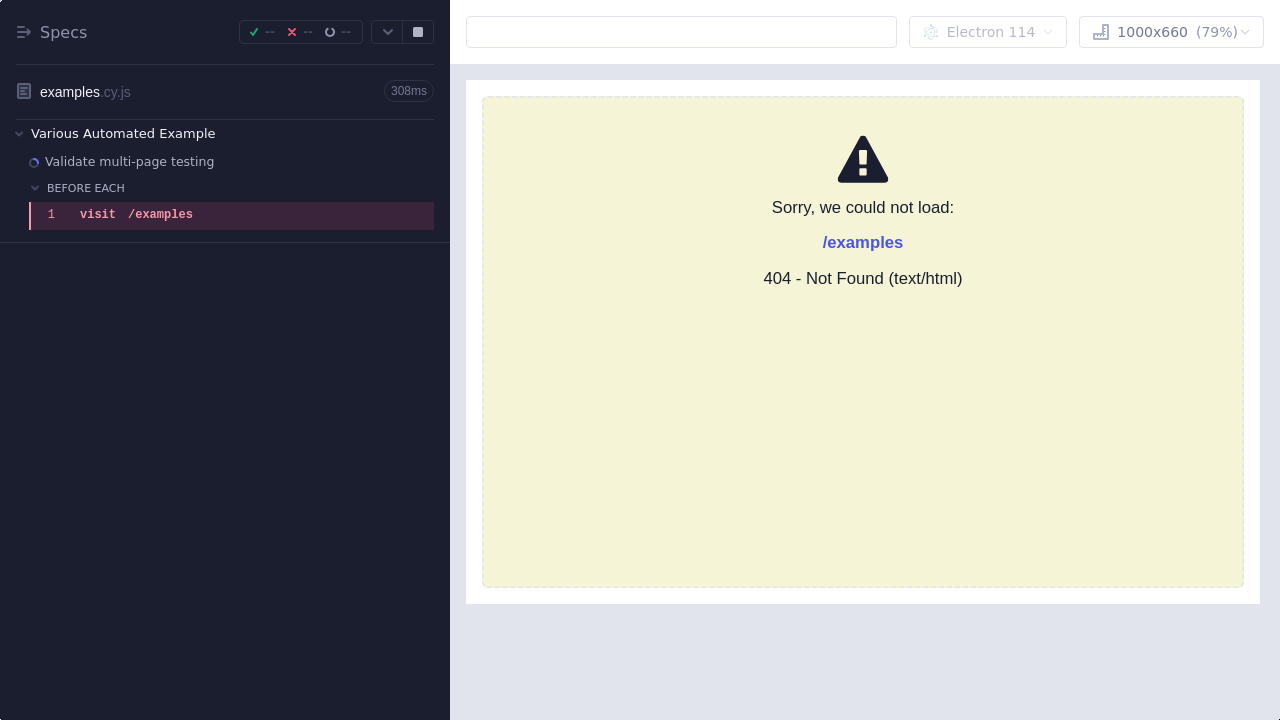 Specs
--
--
--
examples.cy.js
308ms
Various Automated Example
Validate multi-page testing
BEFORE EACH
1 visit /examples
Electron 114
1000x660 (79%)
Sorry, we could not load:
/examples
404 - Not Found (text/html)